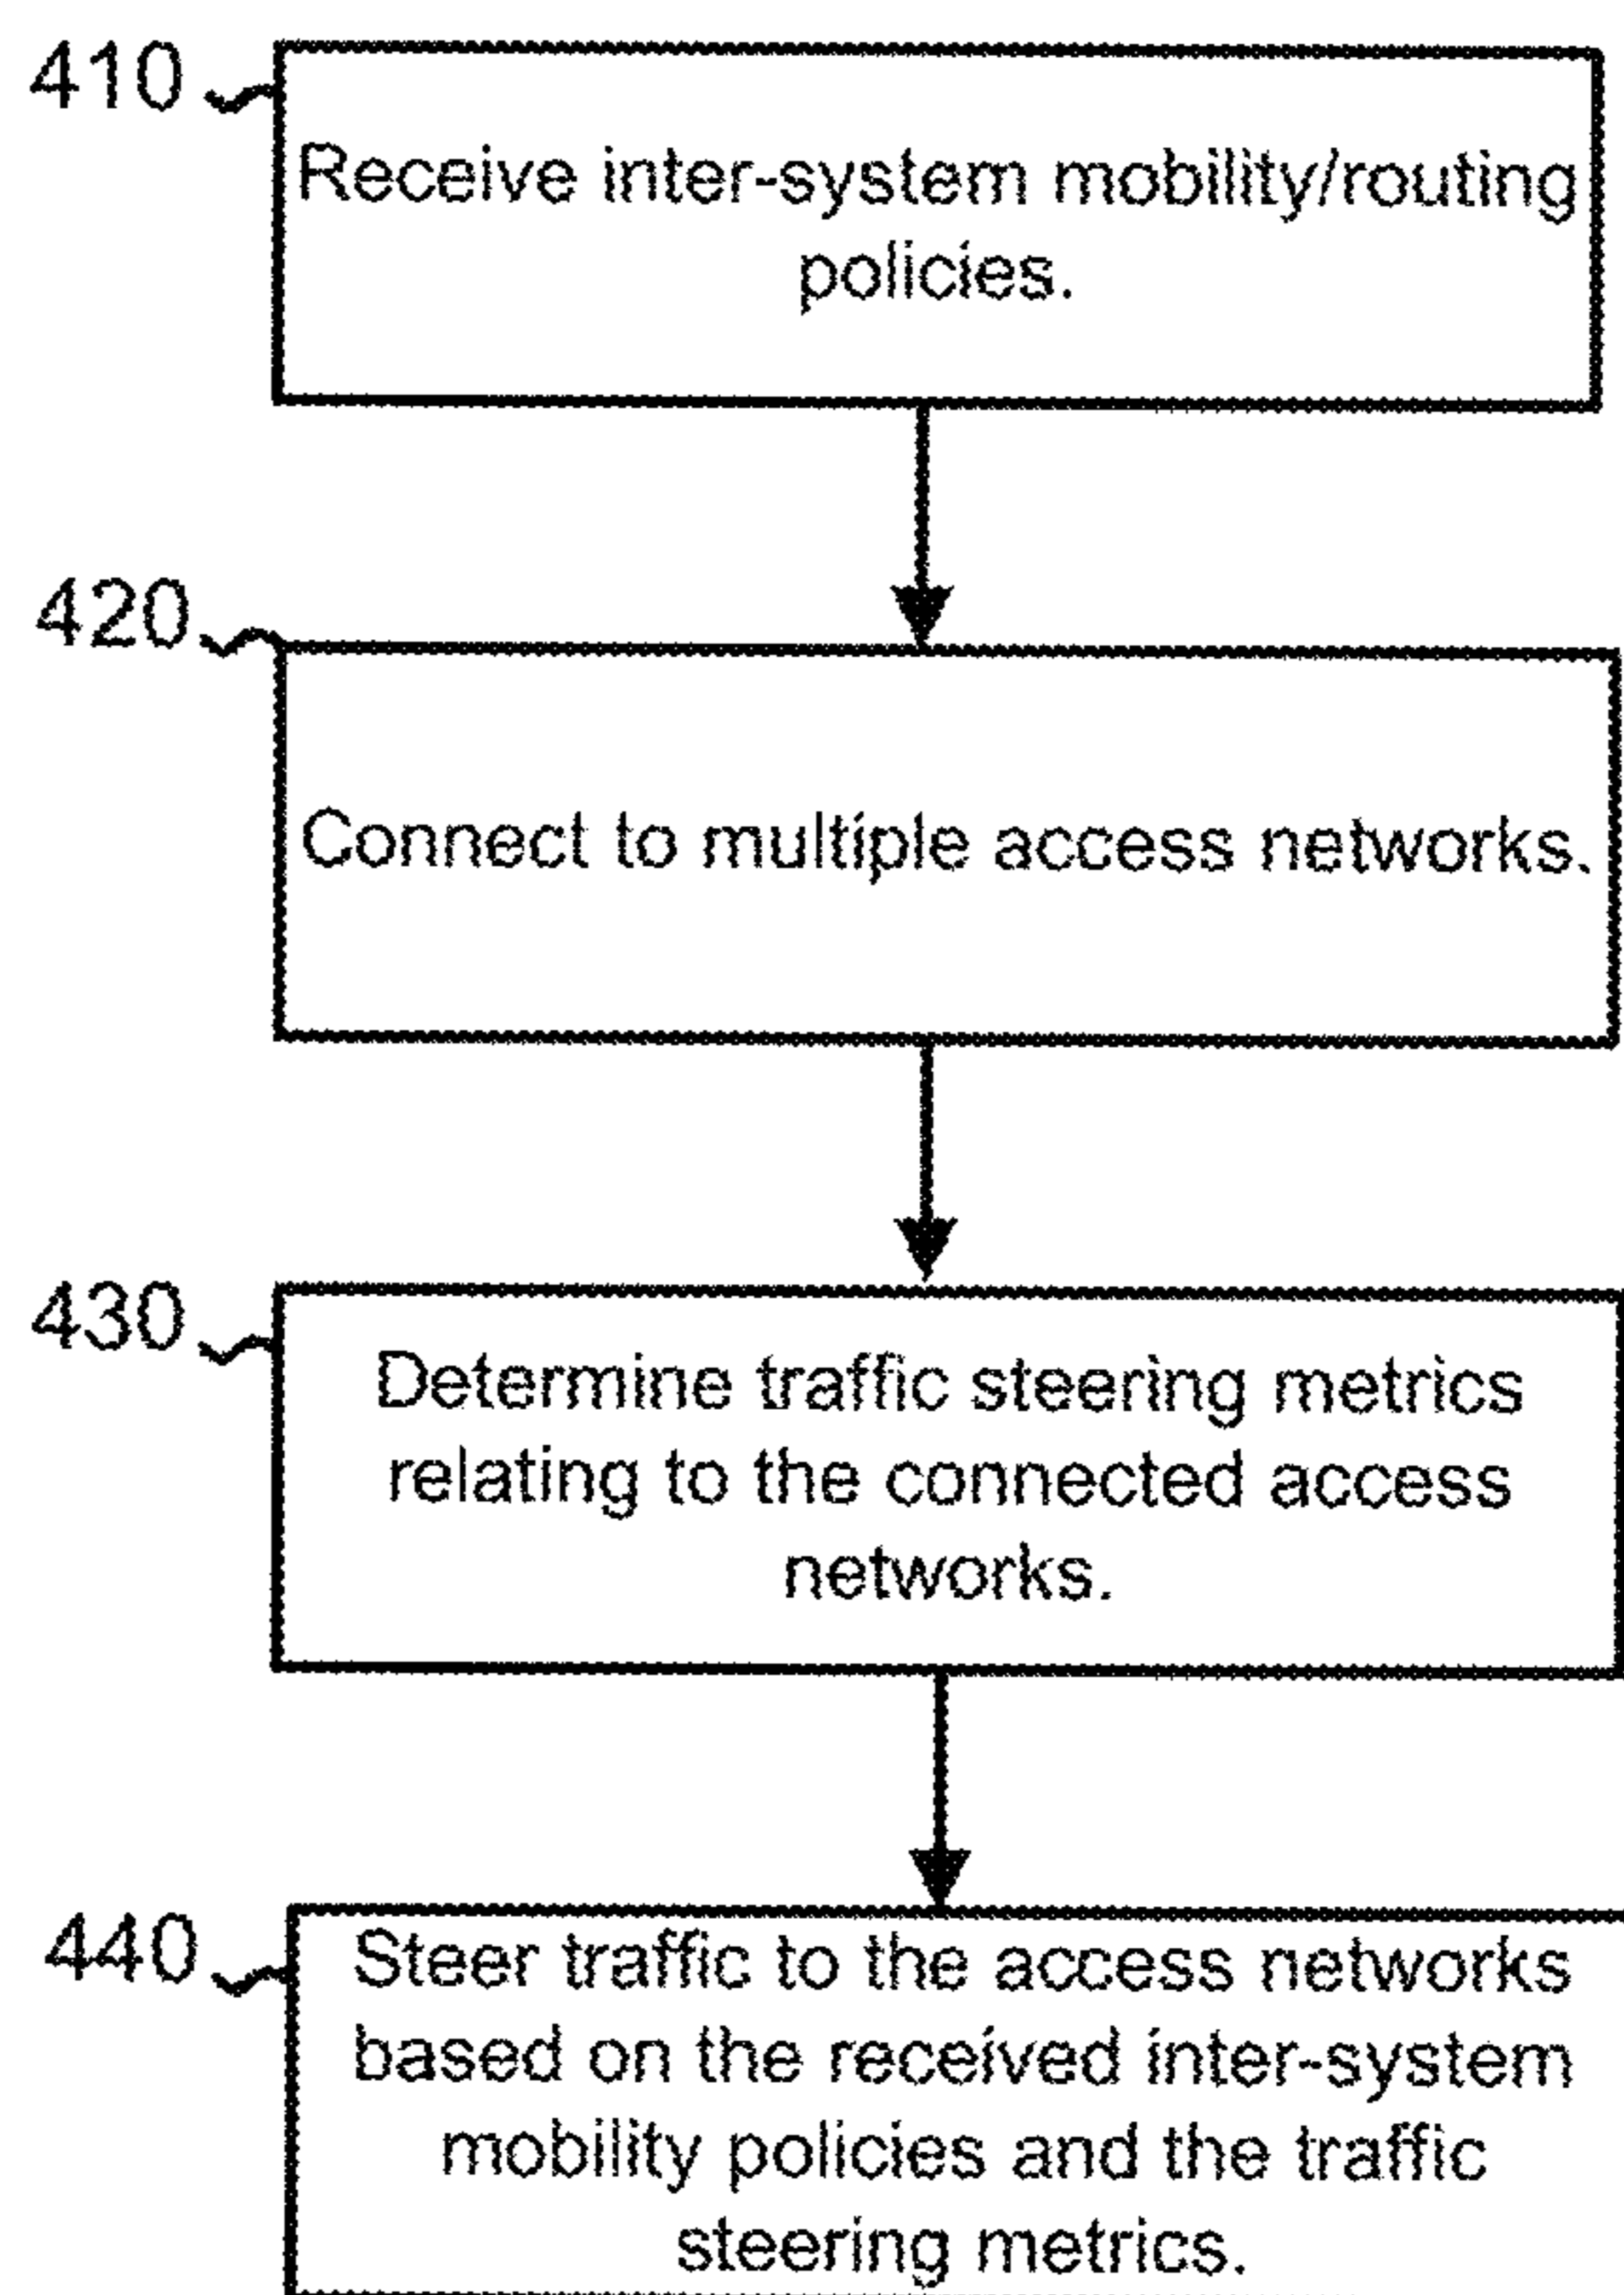 410
Receive inter-system mobility/routing
policies.
420
Connect to multiple access networks.
430
Determine traffic steering metrics
relating to the connected access
networks.
440
Steer traffic to the access networks
based on the received inter-system
mobility policies and the traffic
steering metrics.